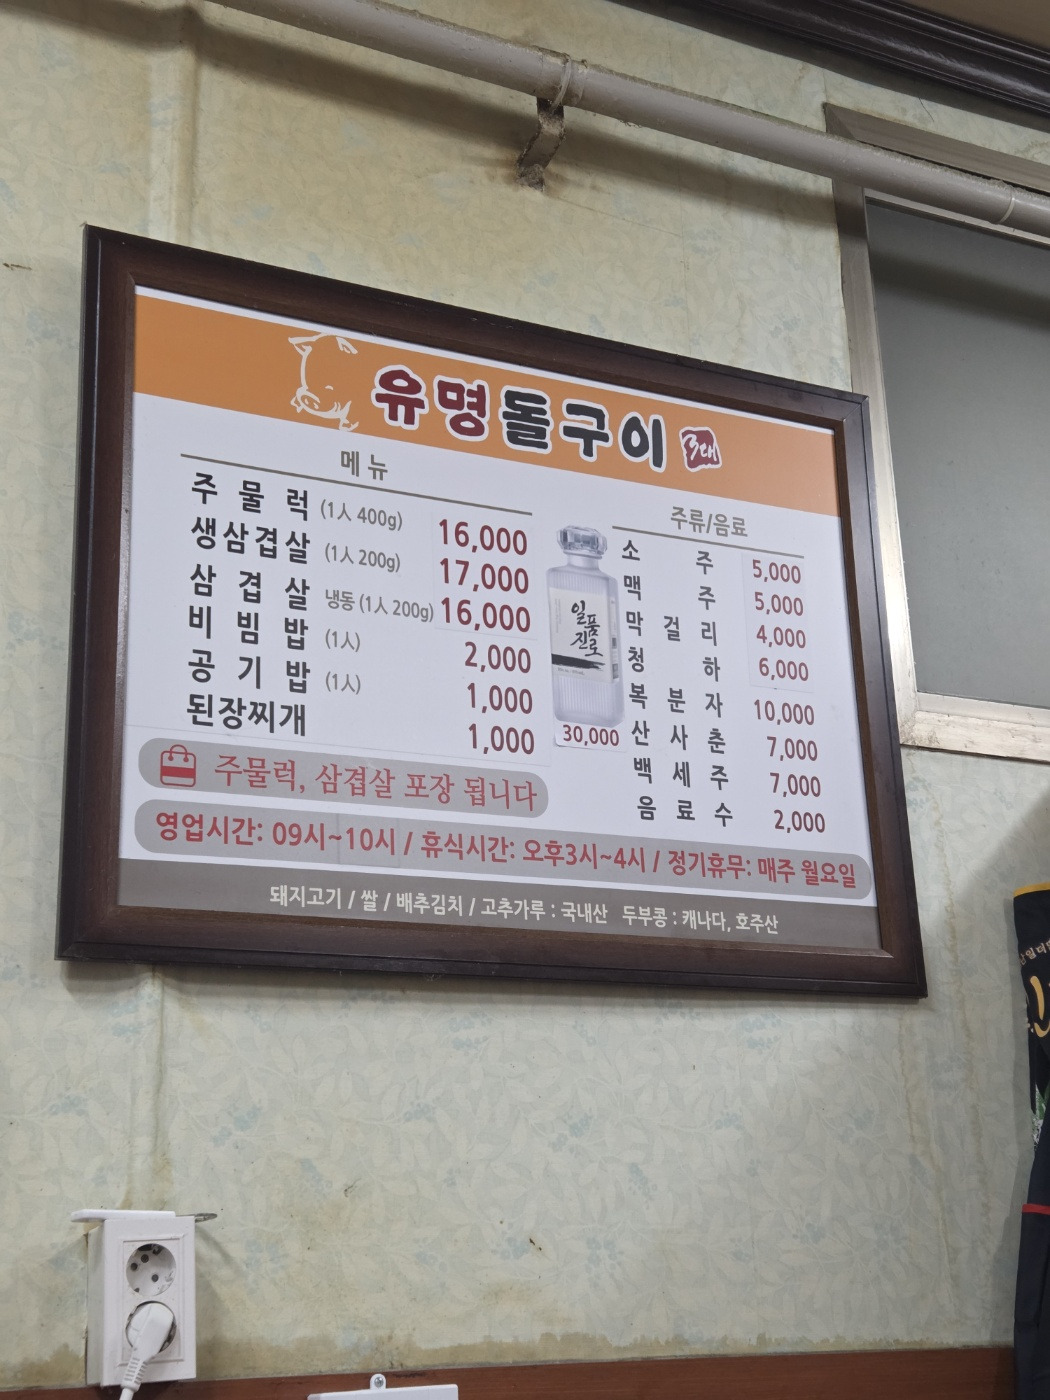 유명돌구이 3대
메뉴
주물럭 (1人 400g) 16,000
생삼겹살 (1人 200g) 17,000
삼겹살 냉동 (1人 200g) 16,000
비빔밥 (1人) 2,000
공기밥 (1人) 1,000
된장찌개 1,000
일품
진로
30,000
주류/음료
소주 5,000
맥주 5,000
막걸리 4,000
청하 6,000
복분자 10,000
산사춘 7,000
백세주 7,000
음료수 2,000
주물럭, 삼겹살 포장 됩니다
영업시간: 09시~10시 / 휴식시간: 오후3시~4시 / 정기휴무: 매주 월요일
돼지고기 / 쌀 / 배추김치 / 고추가루 : 국내산 두부콩 : 캐나다, 호주산